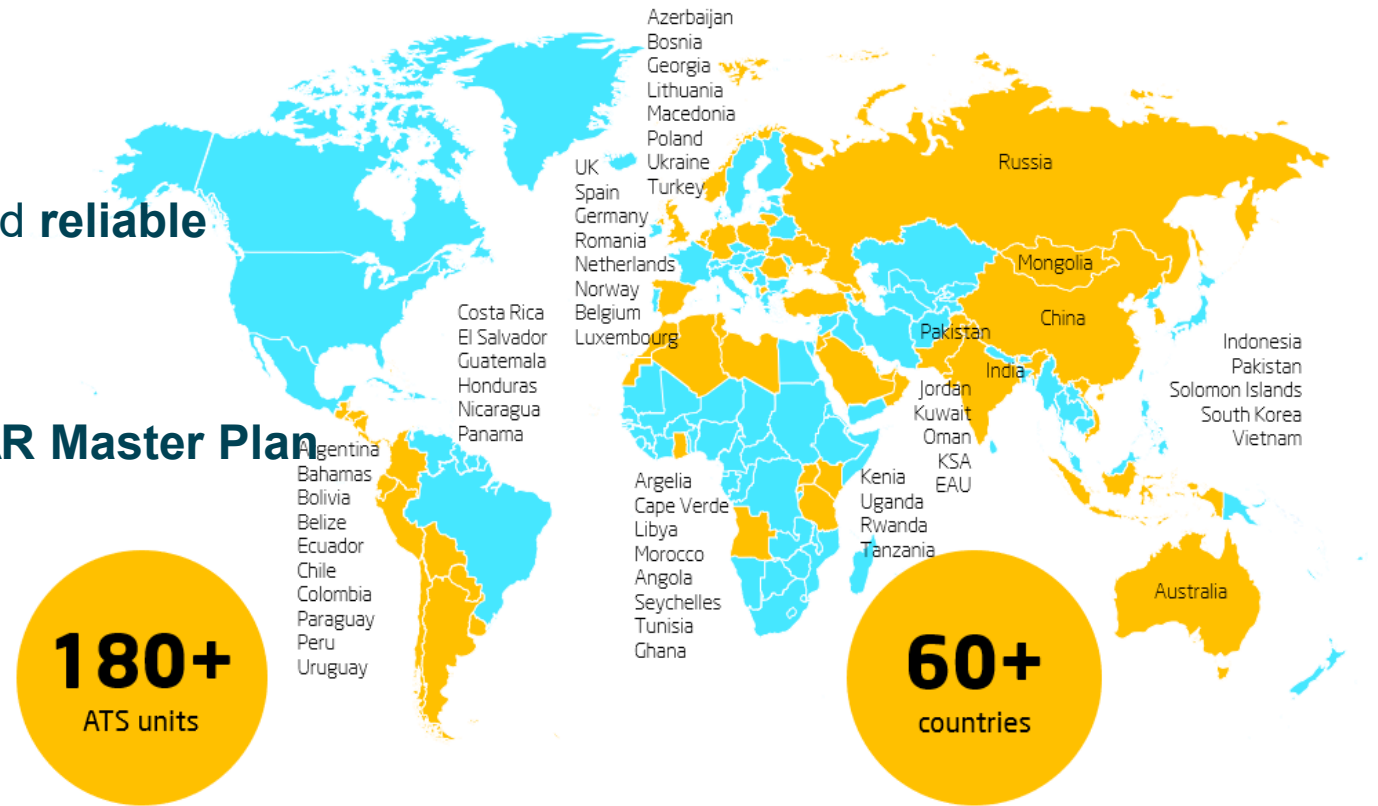 Azerbaijan
Bosnia
Georgia
Lithuania
Macedonia
Poland
Ukraine
Turkey
UK
Spain
Germany
Romania
Netherlands
Norway
Belgium
Luxembourg
Russia
Mongolia
China
Pakistan
India
d reliable
Costa Rica
El Salvador
Guatemala
Honduras
Nicaragua
Panama
Indonesia
Pakistan
Solomon Islands
South Korea
Vietnam
Jordan
Kuwait
Oman
KSA
EAU
AR Master Plan
Argentina
Bahamas
Bolivia
Belize
Ecuador
Chile
Colombia
Paraguay
Peru
Uruguay
Argelia
Cape Verde
Libya
Morocco
Angola
Seychelles
Tunisia
Ghana
Kenia
Uganda
Rwanda
Tanzania
Australia
180+
ATS units
60+
countries